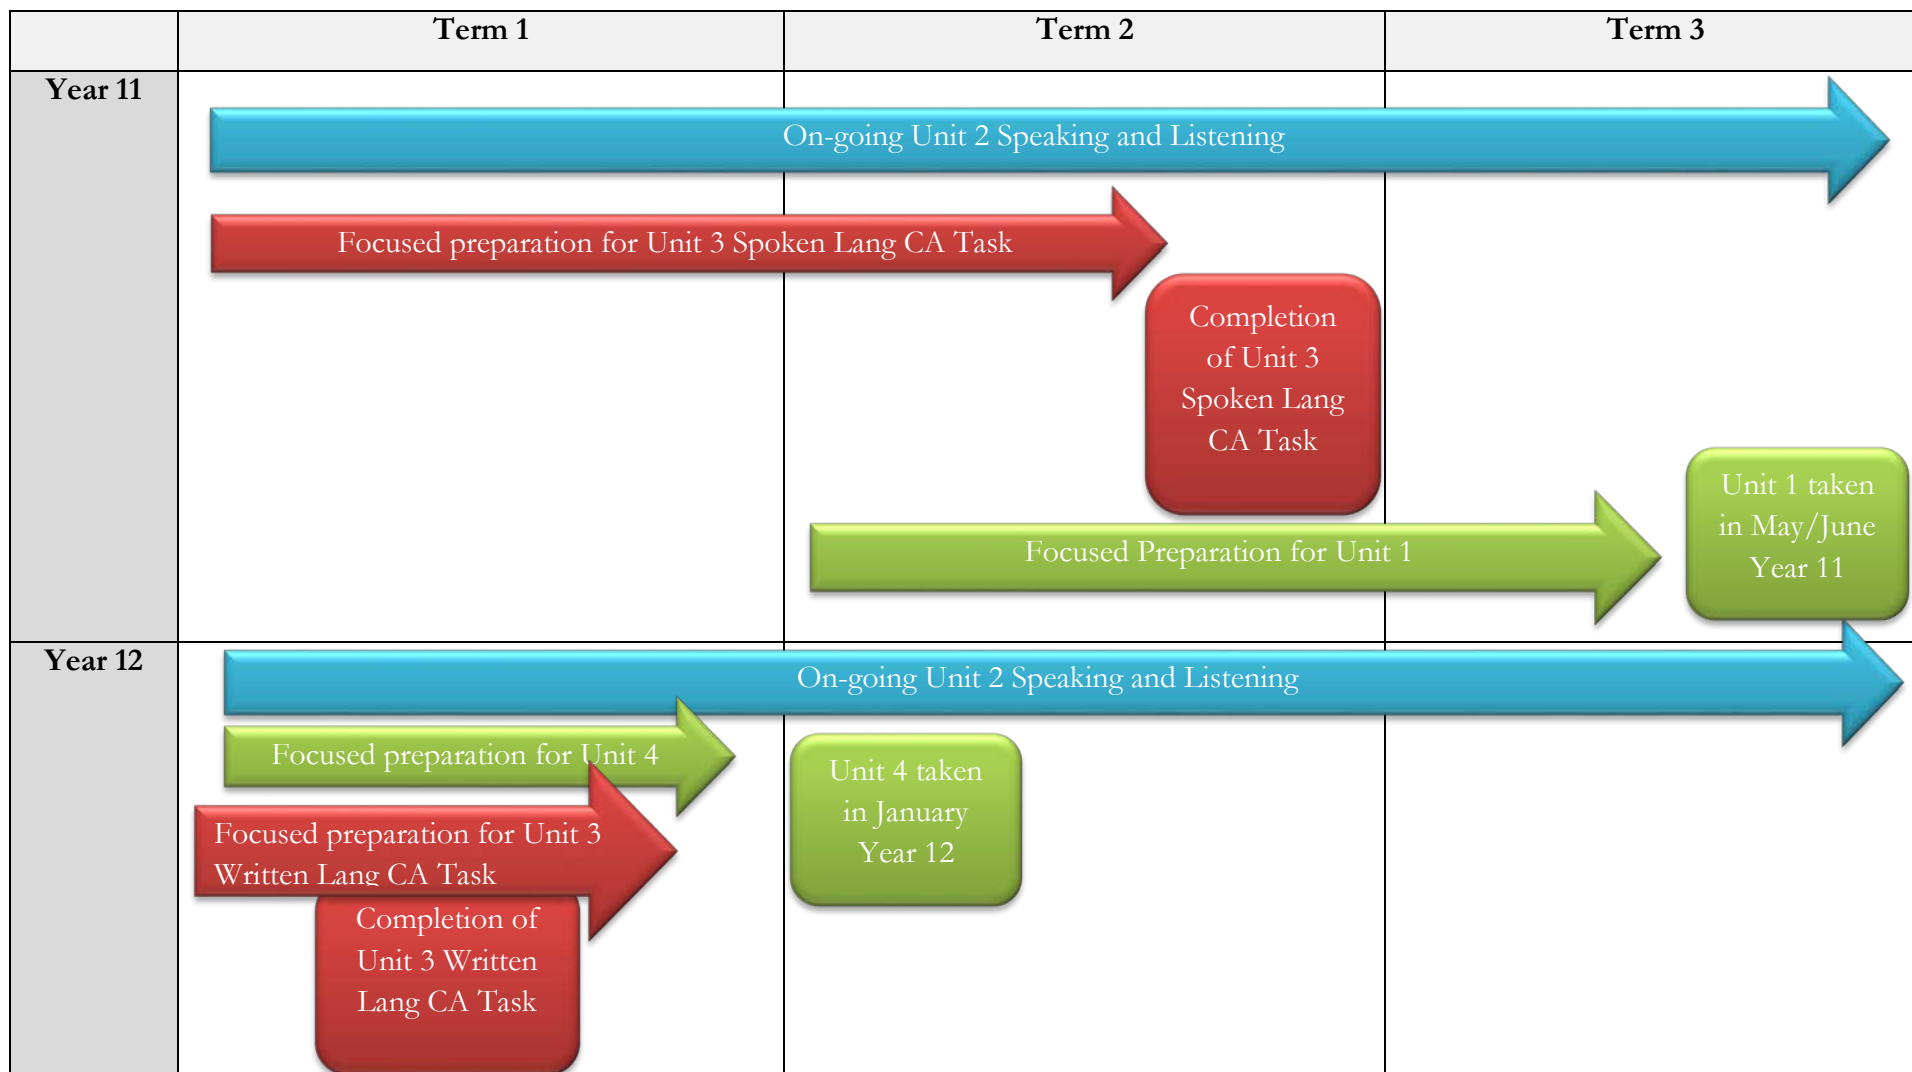 Term 1
Term 2
Term 3
Year 11
On-going Unit 2 Speaking and Listening
Focused preparation for Unit 3 Spoken Lang CA Task
Completion
of Unit 3
Spoken Lang
CA Task
Unit 1 taken
in May/June
Year 11
Focused Preparation for Unit 1
Year 12
On-going Unit 2 Speaking and Listening
Focused preparation for Unit 4
Unit 4 taken
in January
Year 12
Focused preparation for Unit 3
Written Lang CA Task
Completion of
Unit 3 Written
Lang CA Task